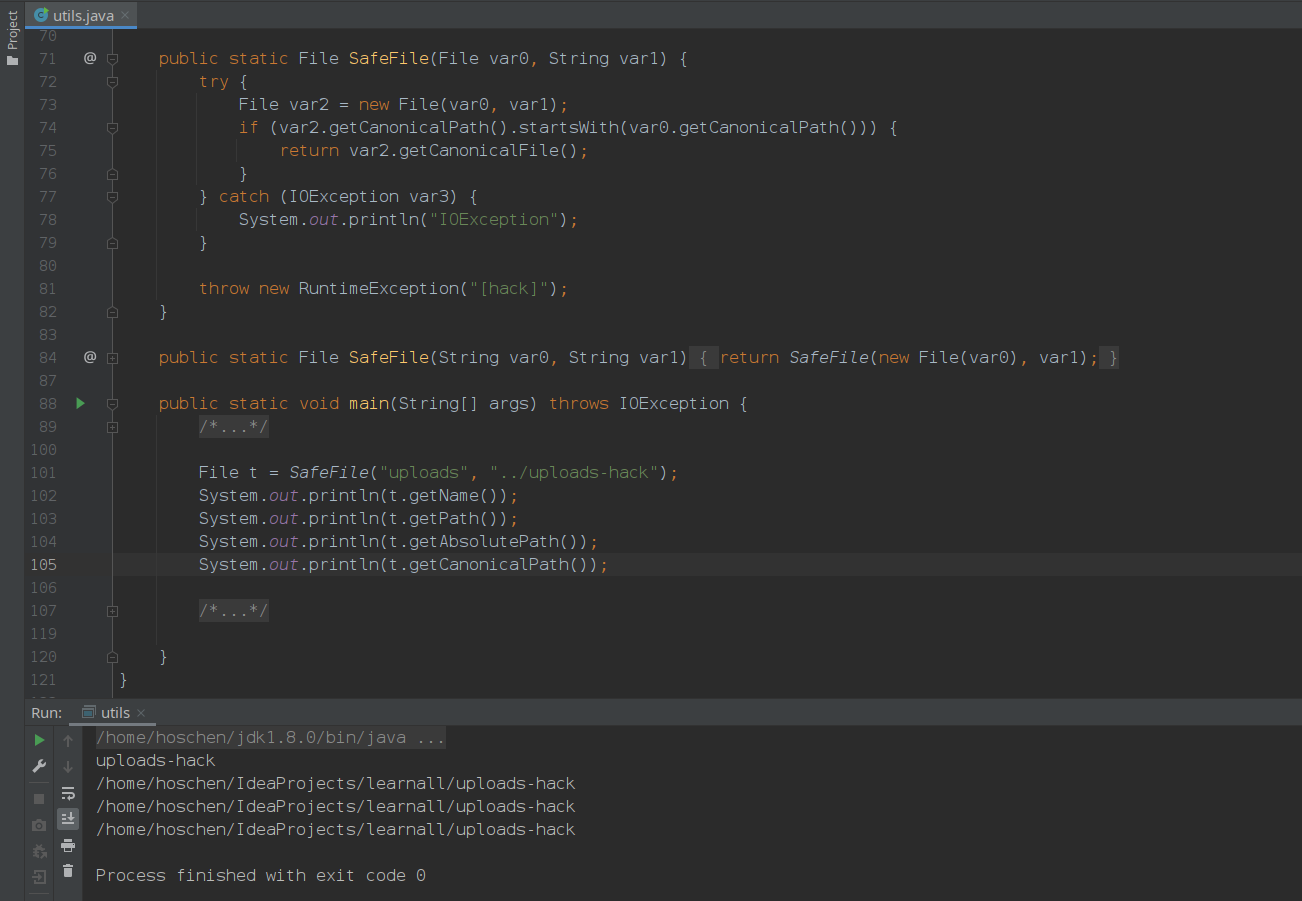 Project
utils.java
70
71 @ public static File SafeFile(File var0, String var1) {
72 try {
73 File var2 = new File(var0, var1);
74 if (var2.getCanonicalPath().startsWith(var0.getCanonicalPath())) {
75 return var2.getCanonicalFile();
76 }
77 } catch (IOException var3) {
78 System.out.println("IOException");
79 }
80
81 throw new RuntimeException("[hack]");
82 }
83
84 @ public static File SafeFile(String var0, String var1) { return SafeFile(new File(var0), var1); }
87
88 public static void main(String[] args) throws IOException {
89 /*...*/
100
101 File t = SafeFile("uploads", "../uploads-hack");
102 System.out.println(t.getName());
103 System.out.println(t.getPath());
104 System.out.println(t.getAbsolutePath());
105 System.out.println(t.getCanonicalPath());
106
107 /*...*/
119
120 }
121 }
Run: utils
/home/hoschen/jdk1.8.0/bin/java ...
uploads-hack
/home/hoschen/IdeaProjects/learnall/uploads-hack
/home/hoschen/IdeaProjects/learnall/uploads-hack
/home/hoschen/IdeaProjects/learnall/uploads-hack
Process finished with exit code 0